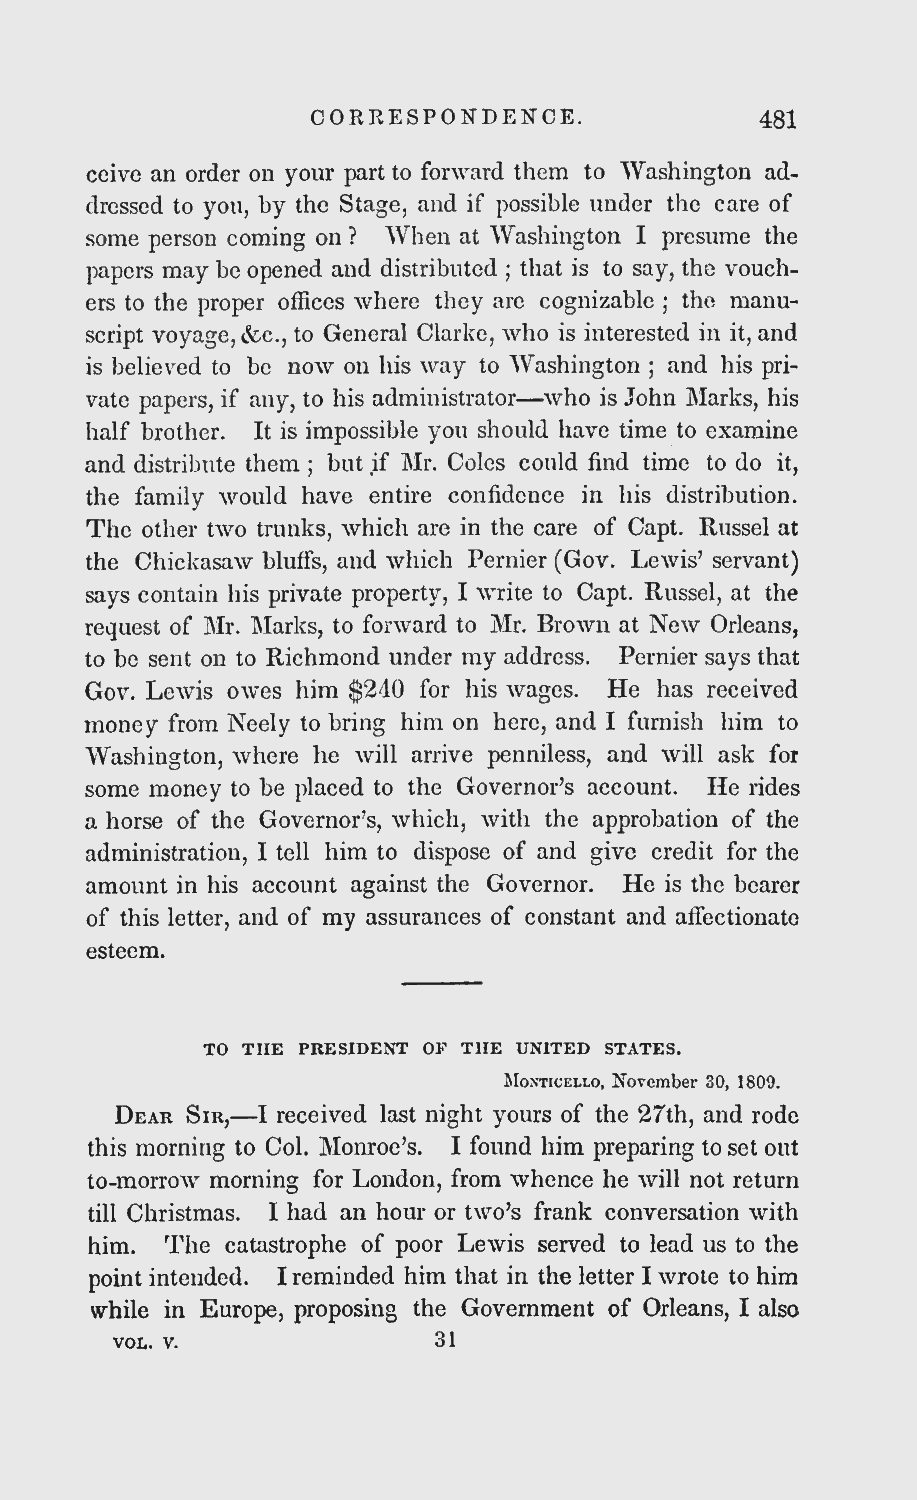 CORRESPONDENCE. 481
ceive an order on your part to forward them to Washington ad-
dressed to you, by the Stage, and if possible under the care of
some person coming on? When at Washington I presume the
papers may be opened and distributed; that is to say, the vouch-
ers to the proper offices where they are cognizable; the manu-
script voyage, &c., to General Clarke, who is interested in it, and
is believed to be now on his way to Washington; and his pri-
vate papers, if any, to his administrator—who is John Marks, his
half brother. It is impossible you should have time to examine
and distribute them; but if Mr. Coles could find time to do it,
the family would have entire confidence in his distribution.
The other two trunks, which are in the care of Capt. Russel at
the Chickasaw bluffs, and which Pernier (Gov. Lewis' servant)
says contain his private property, I write to Capt. Russel, at the
request of Mr. Marks, to forward to Mr. Brown at New Orleans,
to be sent on to Richmond under my address. Pernier says that
Gov. Lewis owes him $240 for his wages. He has received
money from Neely to bring him on here, and I furnish him to
Washington, where he will arrive penniless, and will ask for
some money to be placed to the Governor's account. He rides
a horse of the Governor's, which, with the approbation of the
administration, I tell him to dispose of and give credit for the
amount in his account against the Governor. He is the bearer
of this letter, and of my assurances of constant and affectionate
esteem.
TO THE PRESIDENT OF THE UNITED STATES.
MONTICELLO, November 30, 1809.
DEAR SIR,—I received last night yours of the 27th, and rode
this morning to Col. Monroe's. I found him preparing to set out
to-morrow morning for London, from whence he will not return
till Christmas. I had an hour or two's frank conversation with
him. The catastrophe of poor Lewis served to lead us to the
point intended. I reminded him that in the letter I wrote to him
while in Europe, proposing the Government of Orleans, I also
VOL. V. 31